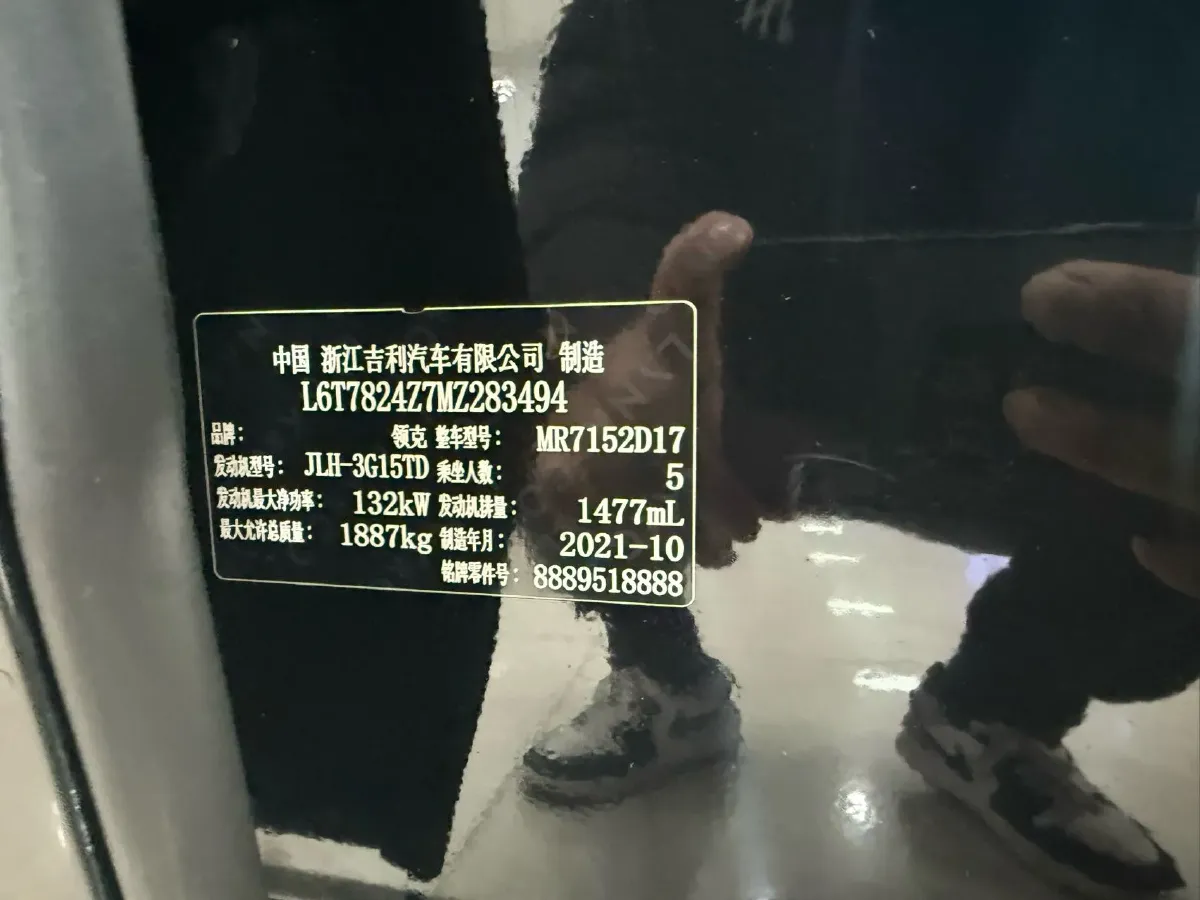 中国 浙江吉利汽车有限公司 制造
L6T7824Z7MZ283494
品牌: 领克 整车型号: MR7152D17
发动机型号: JLH-3G15TD 乘坐人数: 5
发动机最大净功率: 132kW 发动机排量: 1477mL
最大允许总质量: 1887kg 制造年月: 2021-10
铭牌零件号: 8889518888